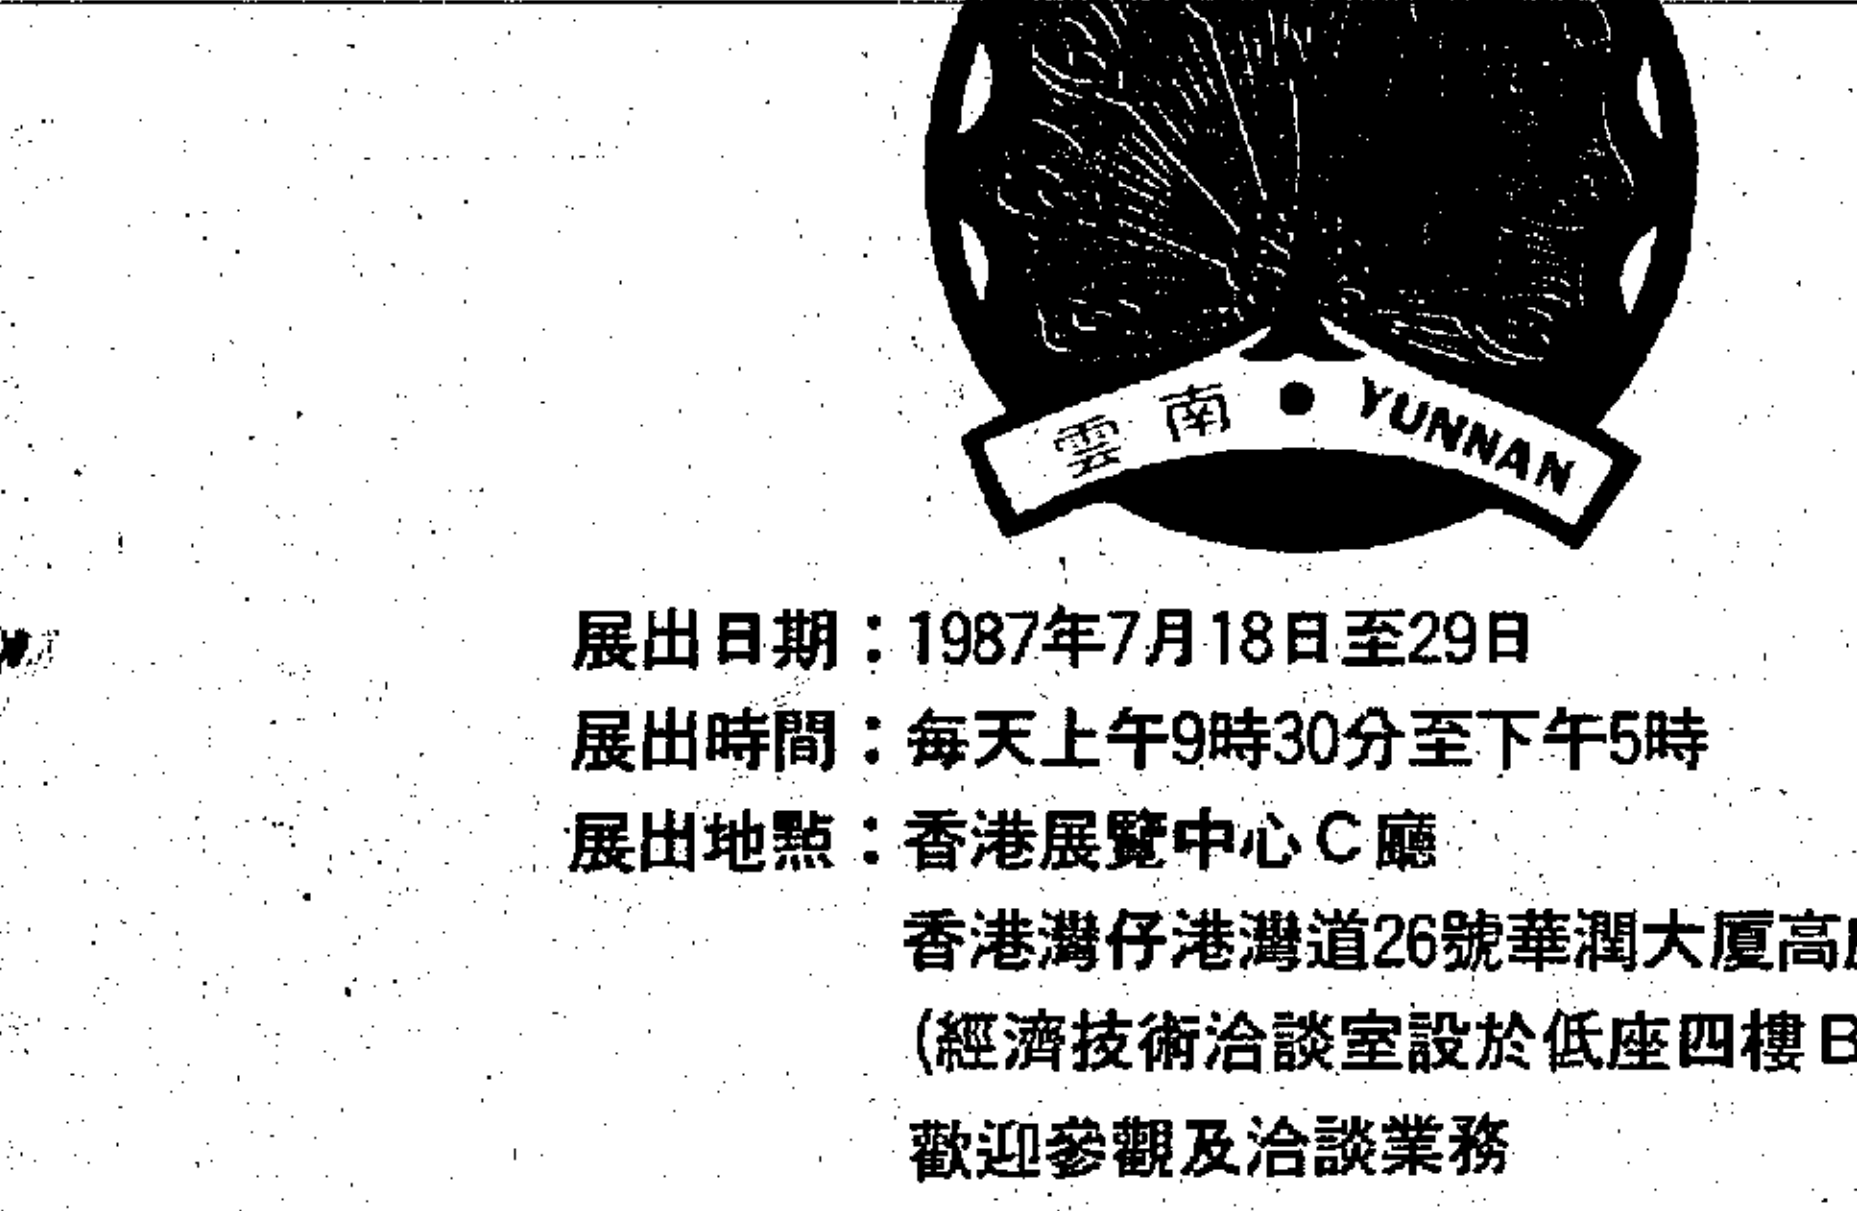 雲南•YUNNAN
展出日期：1987年7月18日至29日
展出時間：每天上午9時30分至下午5時
展出地點：香港展覽中心C廳
香港灣仔港灣道26號華潤大廈高
(經濟技術洽談室設於低座四樓B
歡迎參觀及洽談業務